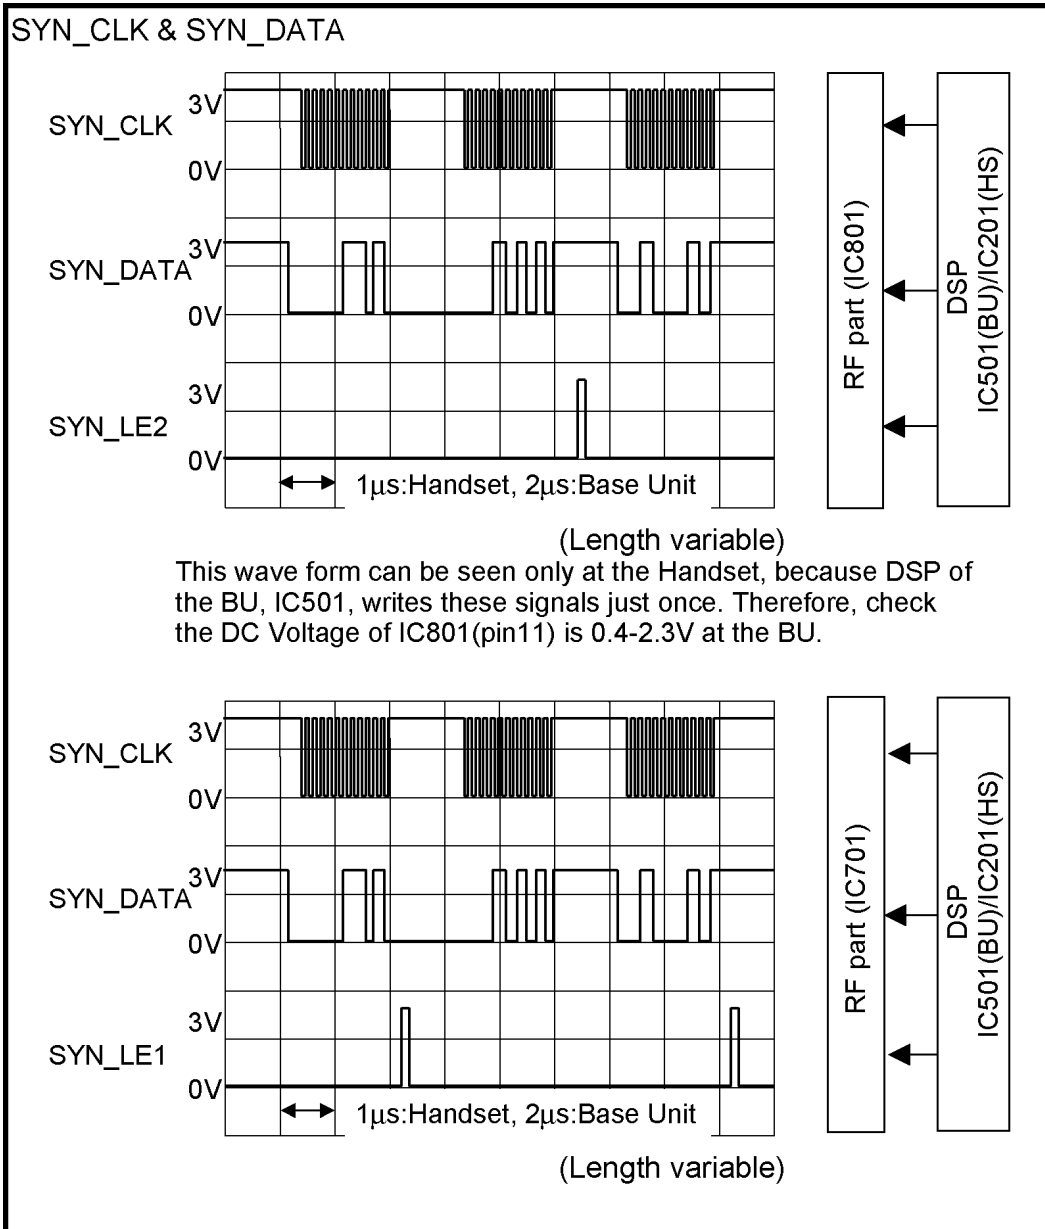 SYN_CLK & SYN_DATA
SYN_CLK
3V
0V
SYN_DATA
3V
0V
SYN_LE2
3V
0V
1µs:Handset, 2µs:Base Unit
(Length variable)
RF part (IC801)
DSP
IC501(BU)/IC201(HS)
This wave form can be seen only at the Handset, because DSP of
the BU, IC501, writes these signals just once. Therefore, check
the DC Voltage of IC801(pin11) is 0.4-2.3V at the BU.
SYN_CLK
3V
0V
SYN_DATA
3V
0V
SYN_LE1
3V
0V
1µs:Handset, 2µs:Base Unit
(Length variable)
RF part (IC701)
DSP
IC501(BU)/IC201(HS)